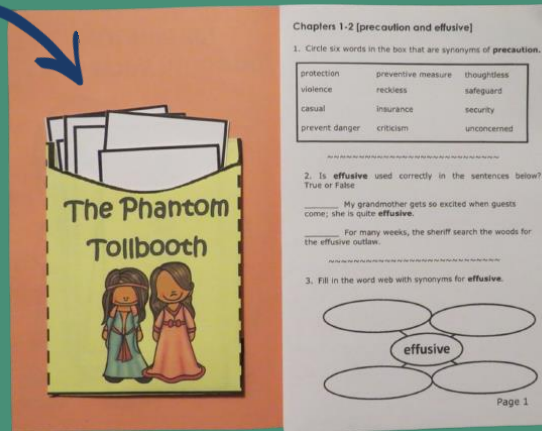 The Phantom
Tollbooth
Chapters 1-2 [precaution and effusive]
1. Circle six words in the box that are synonyms of precaution.
protection preventive measure thoughtless
violence reckless safeguard
casual insurance security
prevent danger criticism unconcerned
~~~~~~~~~~~~~~~~~~~~~~~~~~~~
2. Is effusive used correctly in the sentences below?
True or False
_______ My grandmother gets so excited when guests
come; she is quite effusive.
_______ For many weeks, the sheriff search the woods for
the effusive outlaw.
~~~~~~~~~~~~~~~~~~~~~~~~~~~~
3. Fill in the word web with synonyms for effusive.
effusive
Page 1